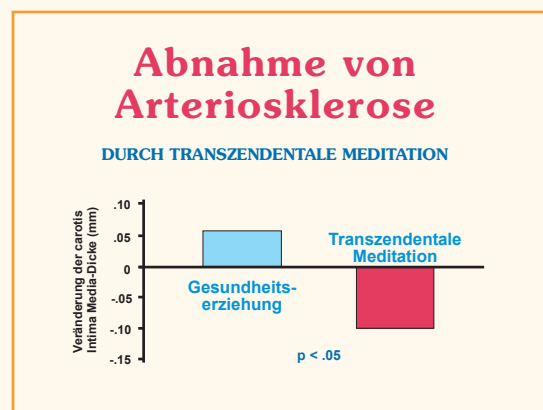 Abnahme von
Arteriosklerose
DURCH TRANSZENDENTALE MEDITATION
Veränderung der carotis
Intima Media-Dicke (mm)
.10
.05
0
-.05
-.10
-.15
Gesundheits-
erziehung
Transzendentale
Meditation
p < .05